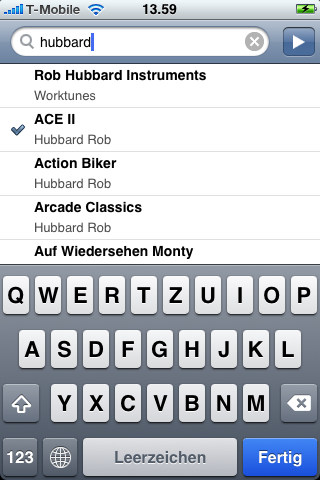 T-Mobile 13.59
hubbard
Rob Hubbard Instruments
Worktunes
ACE II
Hubbard Rob
Action Biker
Hubbard Rob
Arcade Classics
Hubbard Rob
Auf Wiedersehen Monty
Q W E R T Z U I O P
A S D F G H J K L
Y X C V B N M
123 Leerzeichen Fertig